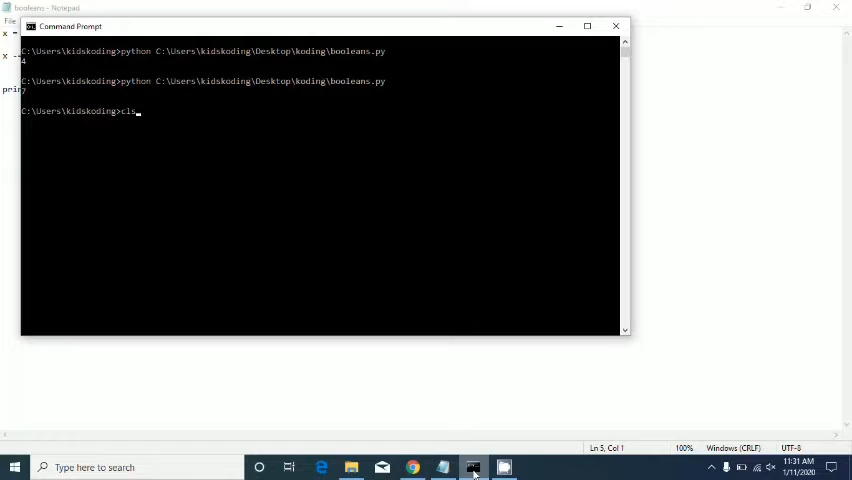 booleans - Notepad
File
Command Prompt
x =
C:\Users\kidskoding>python C:\Users\kidskoding\Desktop\koding\booleans.py
4
x -
C:\Users\kidskoding>python C:\Users\kidskoding\Desktop\koding\booleans.py
prin
7
C:\Users\kidskoding>cls
Ln 5, Col 1
100%
Windows (CRLF)
UTF-8
Type here to search
11:31 AM
1/11/2020